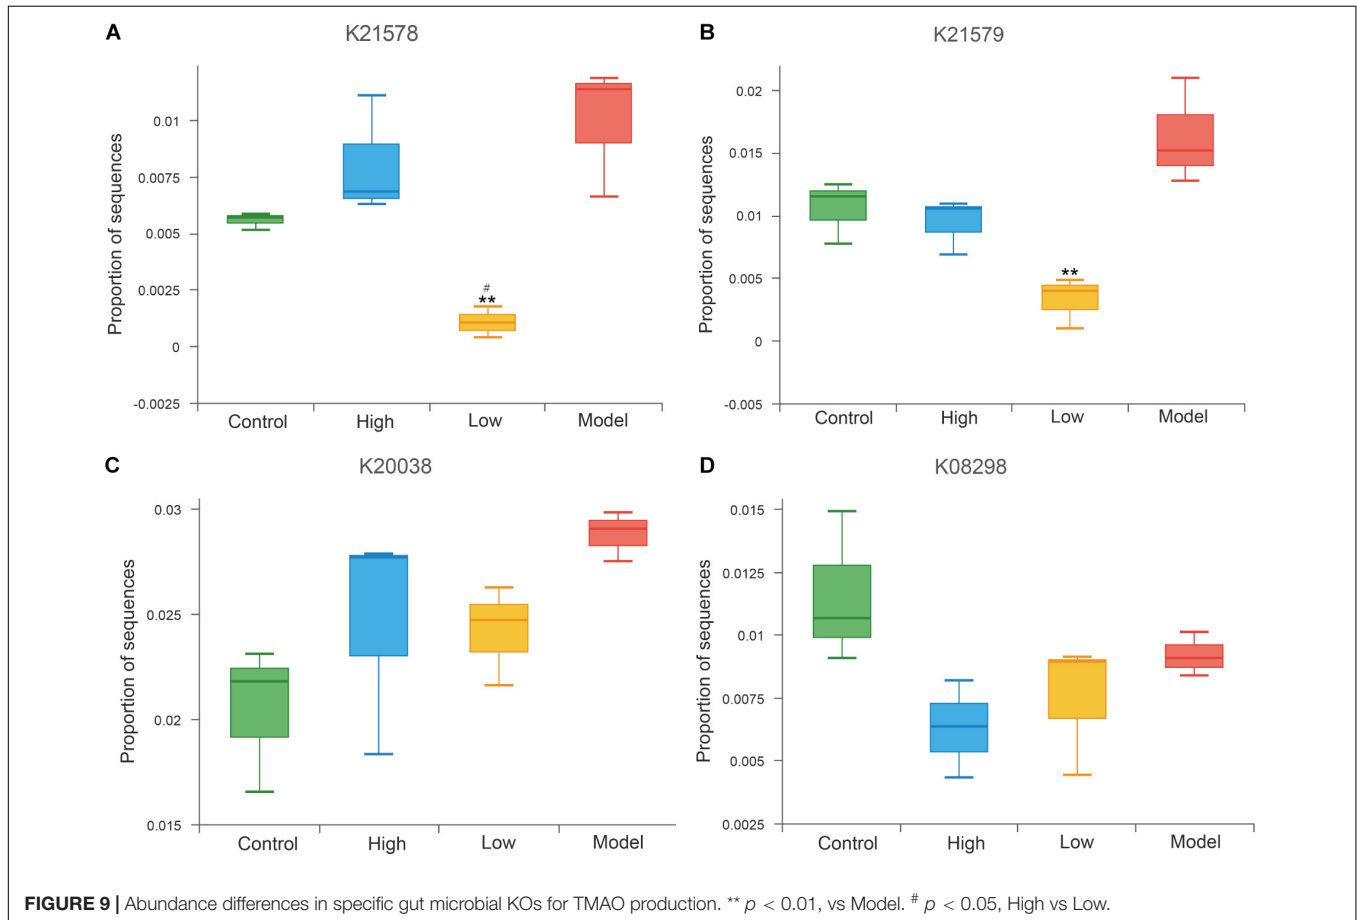 A
K21578
Proportion of sequences
0.01
0.0075
0.005
0.0025
0
-0.0025
#
**
Control High Low Model
B
K21579
Proportion of sequences
0.02
0.015
0.01
0.005
0
-0.005
**
Control High Low Model
C
K20038
Proportion of sequences
0.03
0.025
0.02
0.015
Control High Low Model
D
K08298
Proportion of sequences
0.015
0.0125
0.01
0.0075
0.005
0.0025
Control High Low Model
FIGURE 9 | Abundance differences in specific gut microbial KOs for TMAO production. ** p < 0.01, vs Model. # p < 0.05, High vs Low.